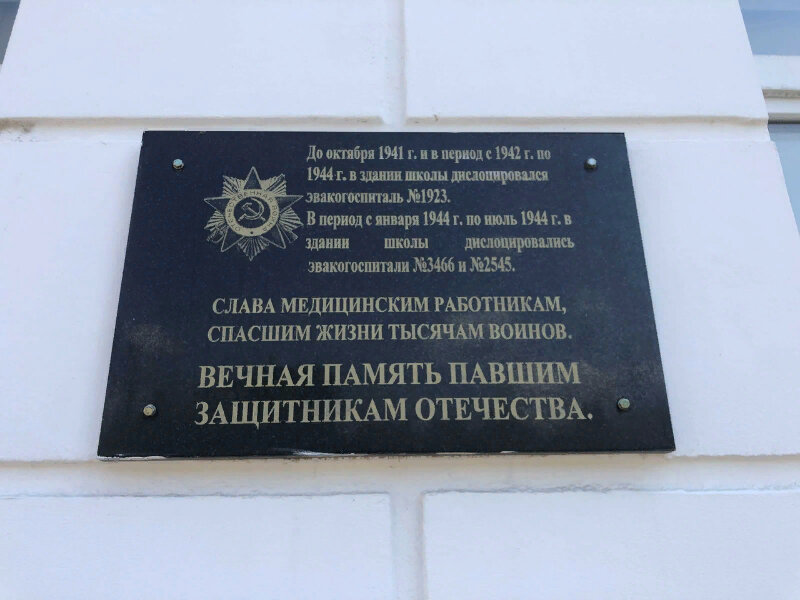 До октября 1941 г. и в период с 1942 г. по
1944 г. в здании школы дислоцировался
эвакогоспиталь №1923.
В период с января 1944 г. по июль 1944 г. в
здании школы дислоцировались
эвакогоспитали №3466 и №2545.
СЛАВА МЕДИЦИНСКИМ РАБОТНИКАМ,
СПАСШИМ ЖИЗНИ ТЫСЯЧАМ ВОИНОВ.
ВЕЧНАЯ ПАМЯТЬ ПАВШИМ
ЗАЩИТНИКАМ ОТЕЧЕСТВА.